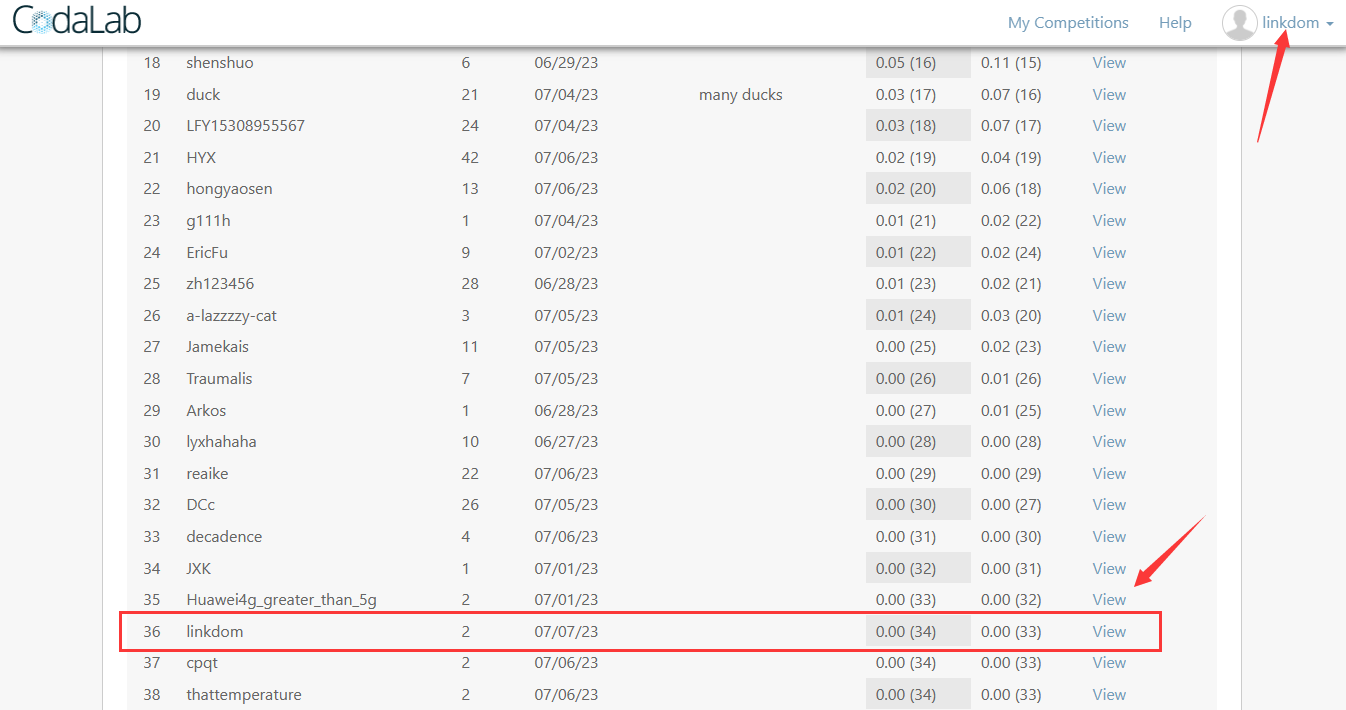 CodaLab My Competitions Help linkdom
18 shenshuo 6 06/29/23 0.05 (16) 0.11 (15) View
19 duck 21 07/04/23 many ducks 0.03 (17) 0.07 (16) View
20 LFY15308955567 24 07/04/23 0.03 (18) 0.07 (17) View
21 HYX 42 07/06/23 0.02 (19) 0.04 (19) View
22 hongyaosen 13 07/06/23 0.02 (20) 0.06 (18) View
23 g111h 1 07/04/23 0.01 (21) 0.02 (22) View
24 EricFu 9 07/02/23 0.01 (22) 0.02 (24) View
25 zh123456 28 06/28/23 0.01 (23) 0.02 (21) View
26 a-lazzzzy-cat 3 07/05/23 0.01 (24) 0.03 (20) View
27 Jamekais 11 07/05/23 0.00 (25) 0.02 (23) View
28 Traumalis 7 07/05/23 0.00 (26) 0.01 (26) View
29 Arkos 1 06/28/23 0.00 (27) 0.01 (25) View
30 lyxhahaha 10 06/27/23 0.00 (28) 0.00 (28) View
31 reaike 22 07/06/23 0.00 (29) 0.00 (29) View
32 DCc 26 07/05/23 0.00 (30) 0.00 (27) View
33 decadence 4 07/06/23 0.00 (31) 0.00 (30) View
34 JXK 1 07/01/23 0.00 (32) 0.00 (31) View
35 Huawei4g_greater_than_5g 2 07/01/23 0.00 (33) 0.00 (32) View
36 linkdom 2 07/07/23 0.00 (34) 0.00 (33) View
37 cpqt 2 07/06/23 0.00 (34) 0.00 (33) View
38 thattemperature 2 07/06/23 0.00 (34) 0.00 (33) View